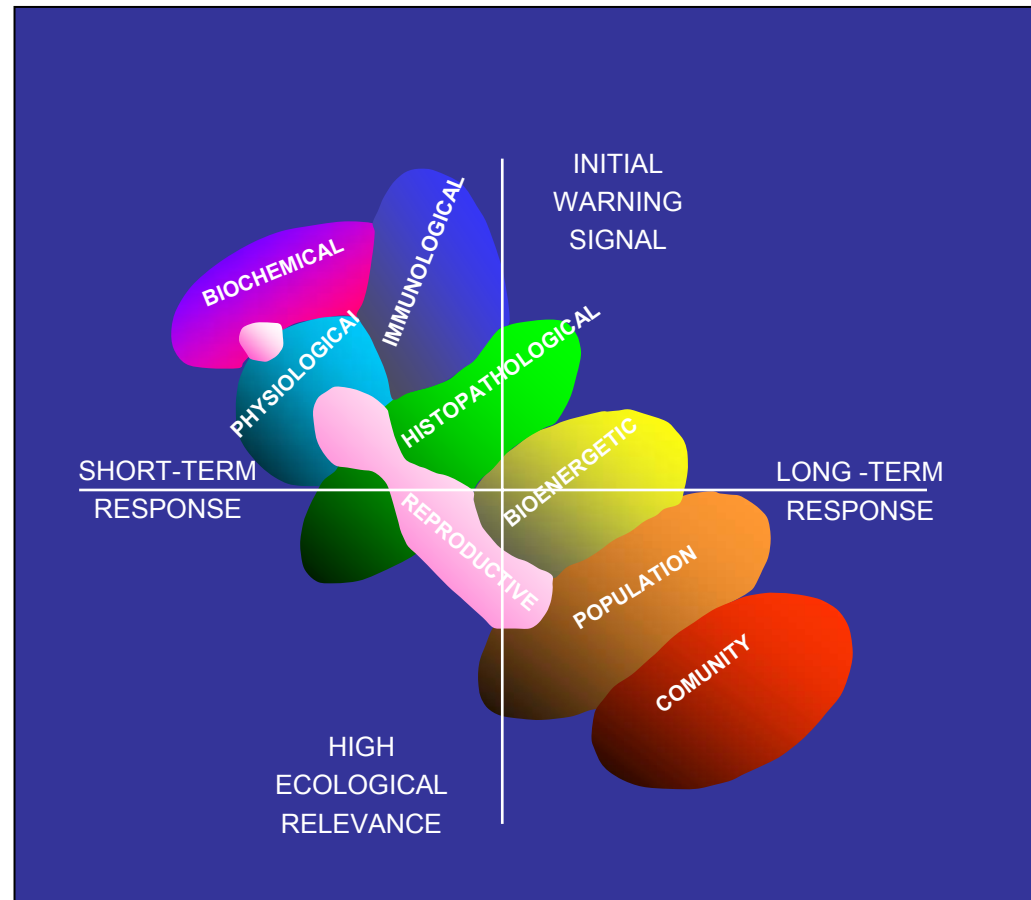 INITIAL
WARNING
SIGNAL
IMMUNOLOGICAL
BIOCHEMICAL
PHYSIOLOGICAl
HISTOPATHOLOGICAL
SHORT-TERM
RESPONSE
BIOENERGETIC
LONG -TERM
RESPONSE
REPRODUCTIVE
POPULATION
COMUNITY
HIGH
ECOLOGICAL
RELEVANCE